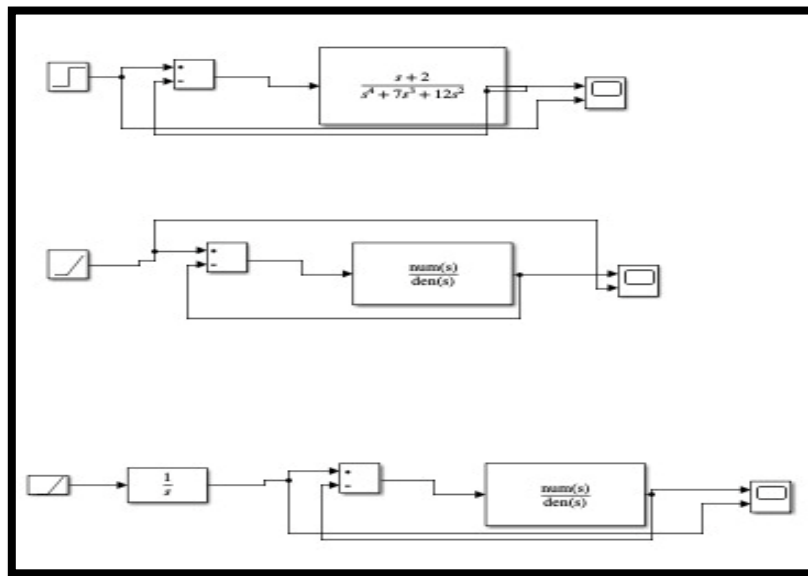 s + 2
s⁴ + 7s³ + 12s²
num(s)
den(s)
1
s
num(s)
den(s)